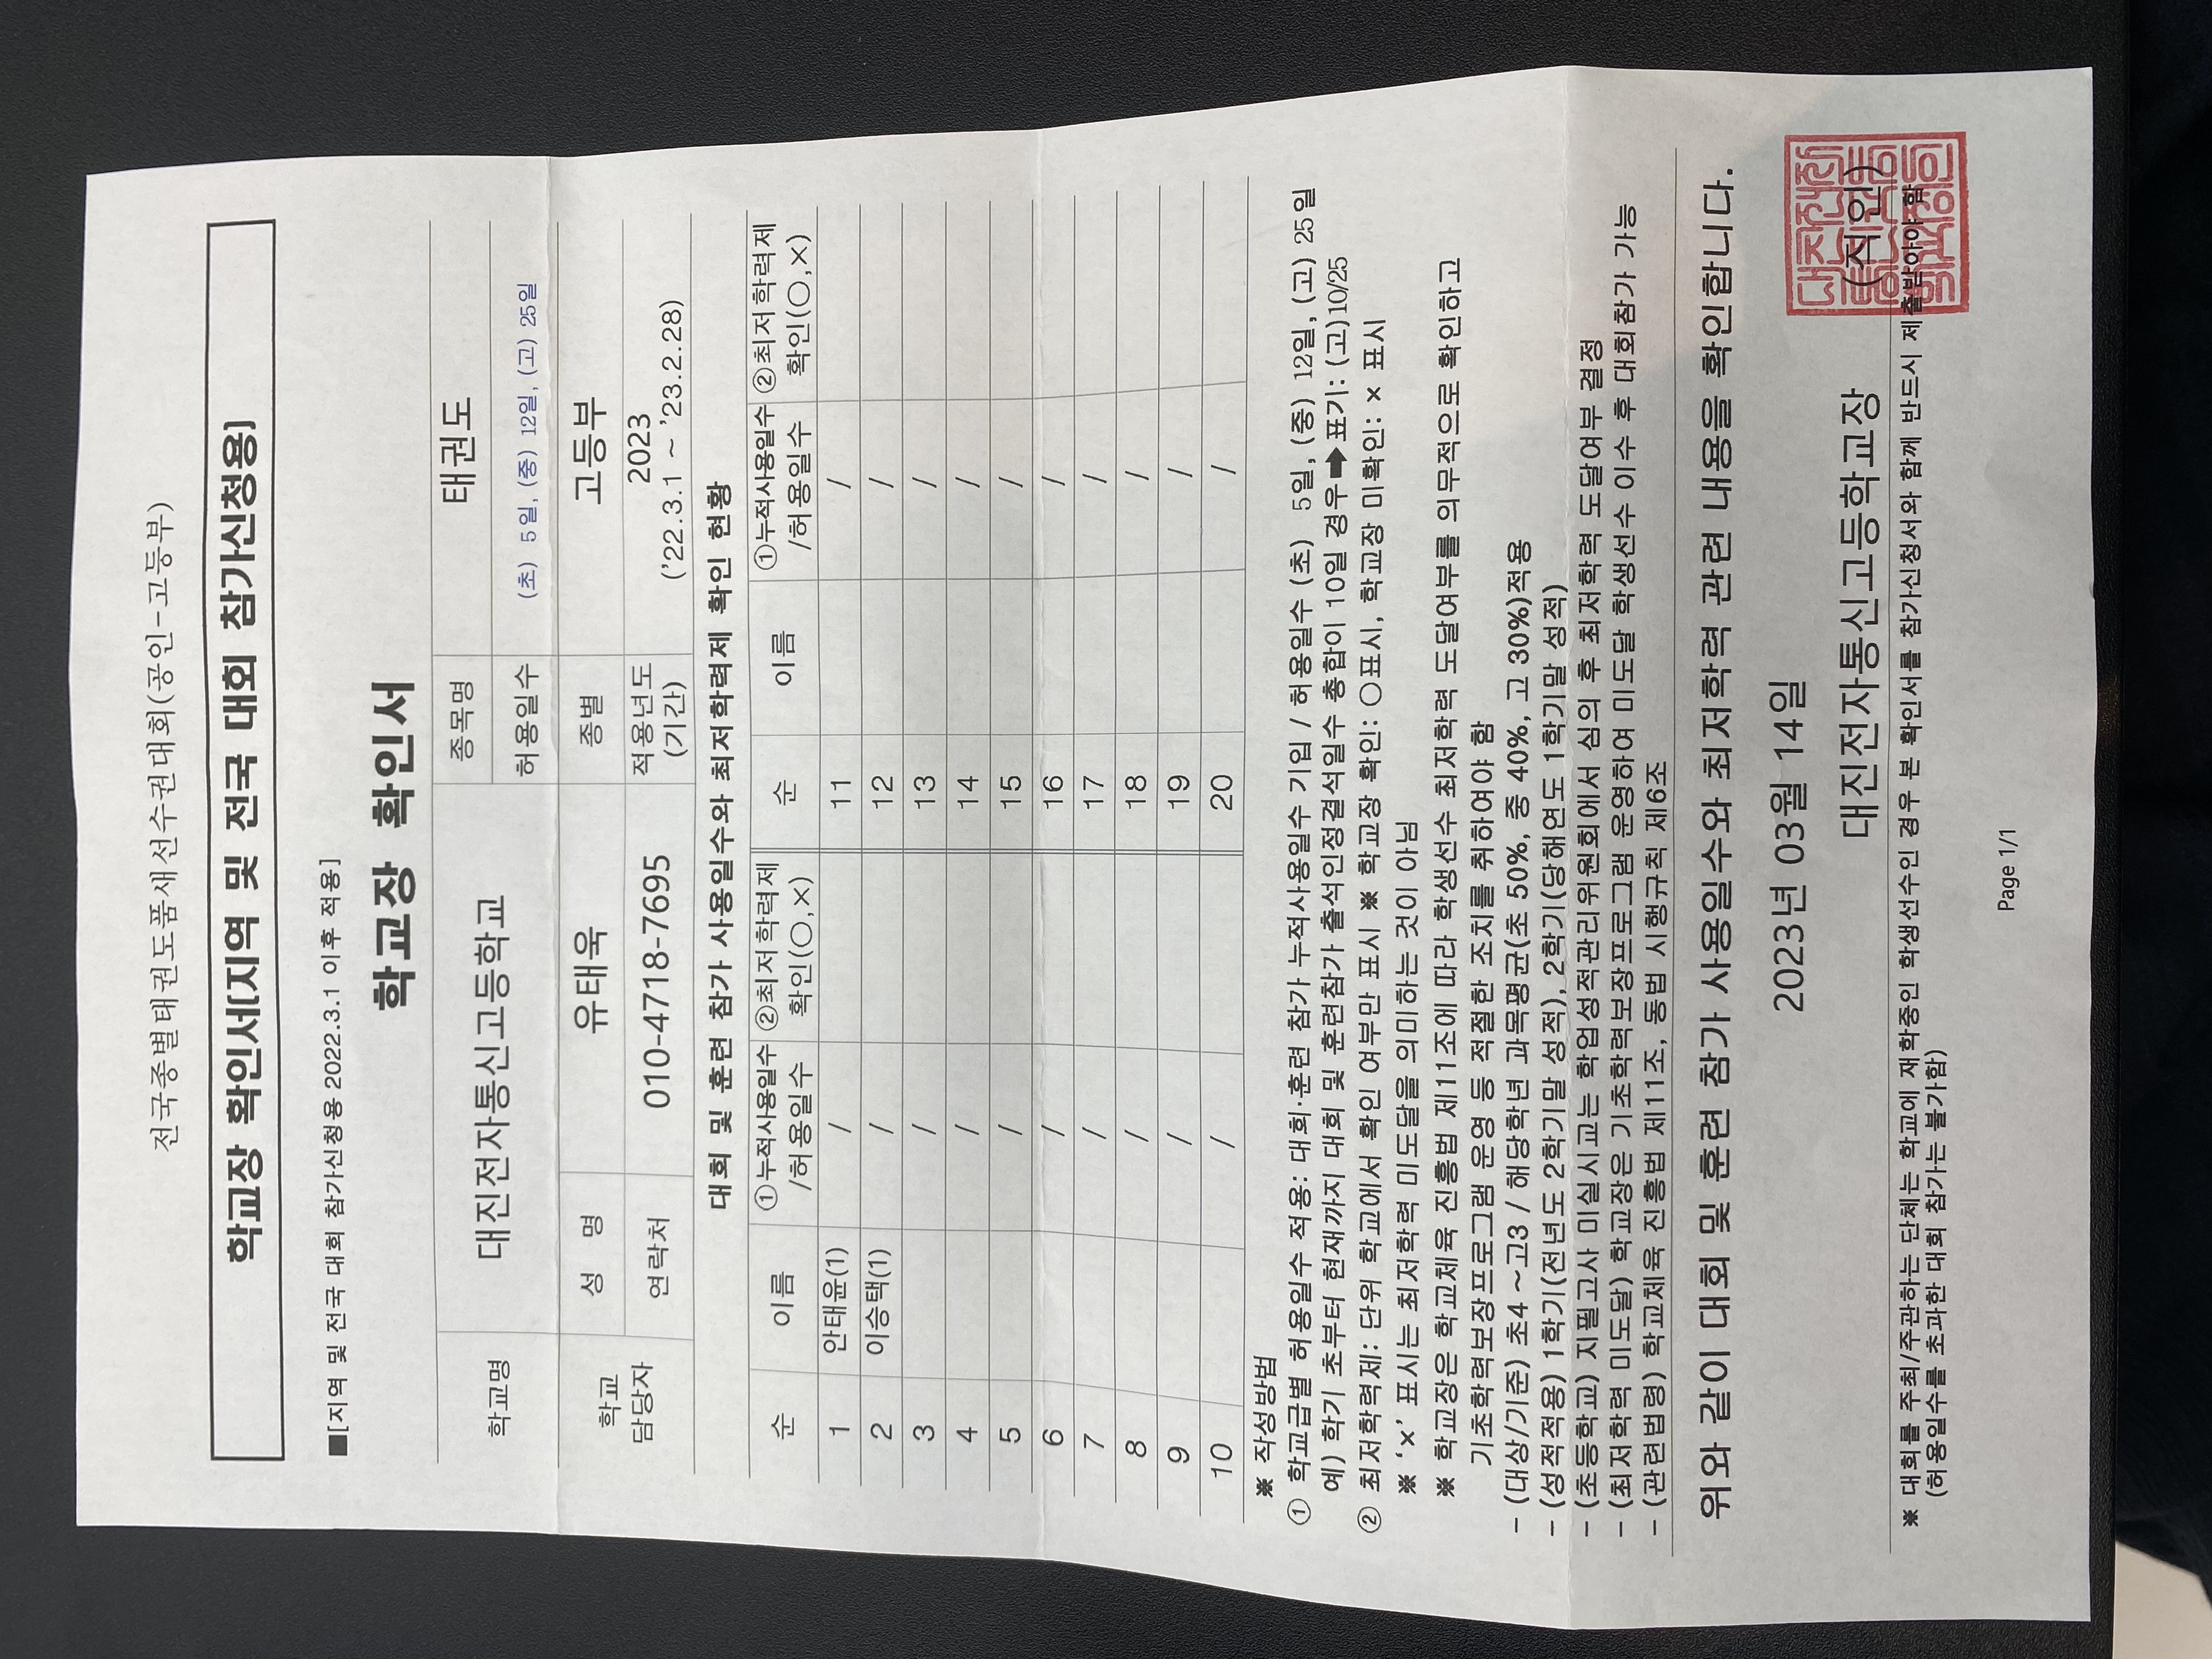 전국종별태권도품새선수권대회(공인-고등부)
학교장 확인서[지역 및 전국 대회 참가신청용]
■[지역 및 전국 대회 참가신청용 2022.3.1 이후 적용]
학교장 확인서
학교명 대진전자통신고등학교 종목명 태권도
허용일수 (초) 5일, (중) 12일, (고) 25일
학교 담당자 성 명 유태욱 종별 고등부
연락처 010-4718-7695 적용년도 (기간) 2023 ('22.3.1 ~ '23.2.28)
대회 및 훈련 참가 사용일수와 최저학력제 확인 현황
순 이름 ①누적사용일수 /허용일수 ②최저학력제 확인(○,×) 순 이름 ①누적사용일수 /허용일수 ②최저학력제 확인(○,×)
1 안태윤(1) / 11 /
2 이승택(1) / 12 /
3 / 13 /
4 / 14 /
5 / 15 /
6 / 16 /
7 / 17 /
8 / 18 /
9 / 19 /
10 / 20 /
※ 작성방법
① 학교급별 허용일수 적용: 대회·훈련 참가 누적사용일수 기입 / 허용일수 (초) 5일, (중) 12일, (고) 25일
예) 학기 초부터 현재까지 대회 및 훈련참가 출석인정결석일수 총합이 10일 경우➡표기: (고)10/25
② 최저학력제: 단위 학교에서 확인 여부만 표시 ※ 학교장 확인: ○표시, 학교장 미확인: × 표시
※ '×' 표시는 최저학력 미도달을 의미하는 것이 아님
※ 학교장은 학교체육 진흥법 제11조에 따라 학생선수 최저학력 도달여부를 의무적으로 확인하고
기초학력보장프로그램 운영 등 적절한 조치를 취하여야 함
- (대상/기준) 초4 ~고3 / 해당학년 과목평균(초 50%, 중 40%, 고 30%)적용
- (성적적용) 1학기(전년도 2학기말 성적), 2학기(당해연도 1학기말 성적)
- (초등학교) 지필고사 미실시교는 학업성적관리위원회에서 심의 후 최저학력 도달여부 결정
- (최저학력 미도달) 학교장은 기초학력보장프로그램 운영하여 미도달 학생선수 이수 후 대회참가 가능
- (관련법령) 학교체육 진흥법 제11조, 동법 시행규칙 제6조
위와 같이 대회 및 훈련 참가 사용일수와 최저학력 관련 내용을 확인합니다.
2023년 03월 14일
대진전자통신고등학교장 (직인)
※ 대회를 주최/주관하는 단체는 학교에 재학중인 학생선수인 경우 본 확인서를 참가신청서와 함께 반드시 제출받아야 함
(허용일수를 초과한 대회 참가는 불가함)
Page 1/1